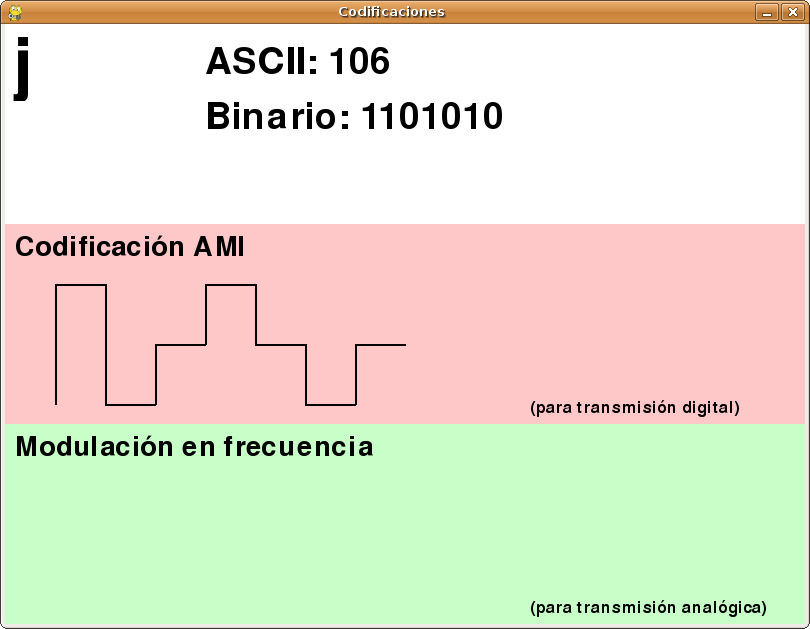 Codificaciones
j
ASCII: 106
Binario: 1101010
Codificación AMI
(para transmisión digital)
Modulación en frecuencia
(para transmisión analógica)